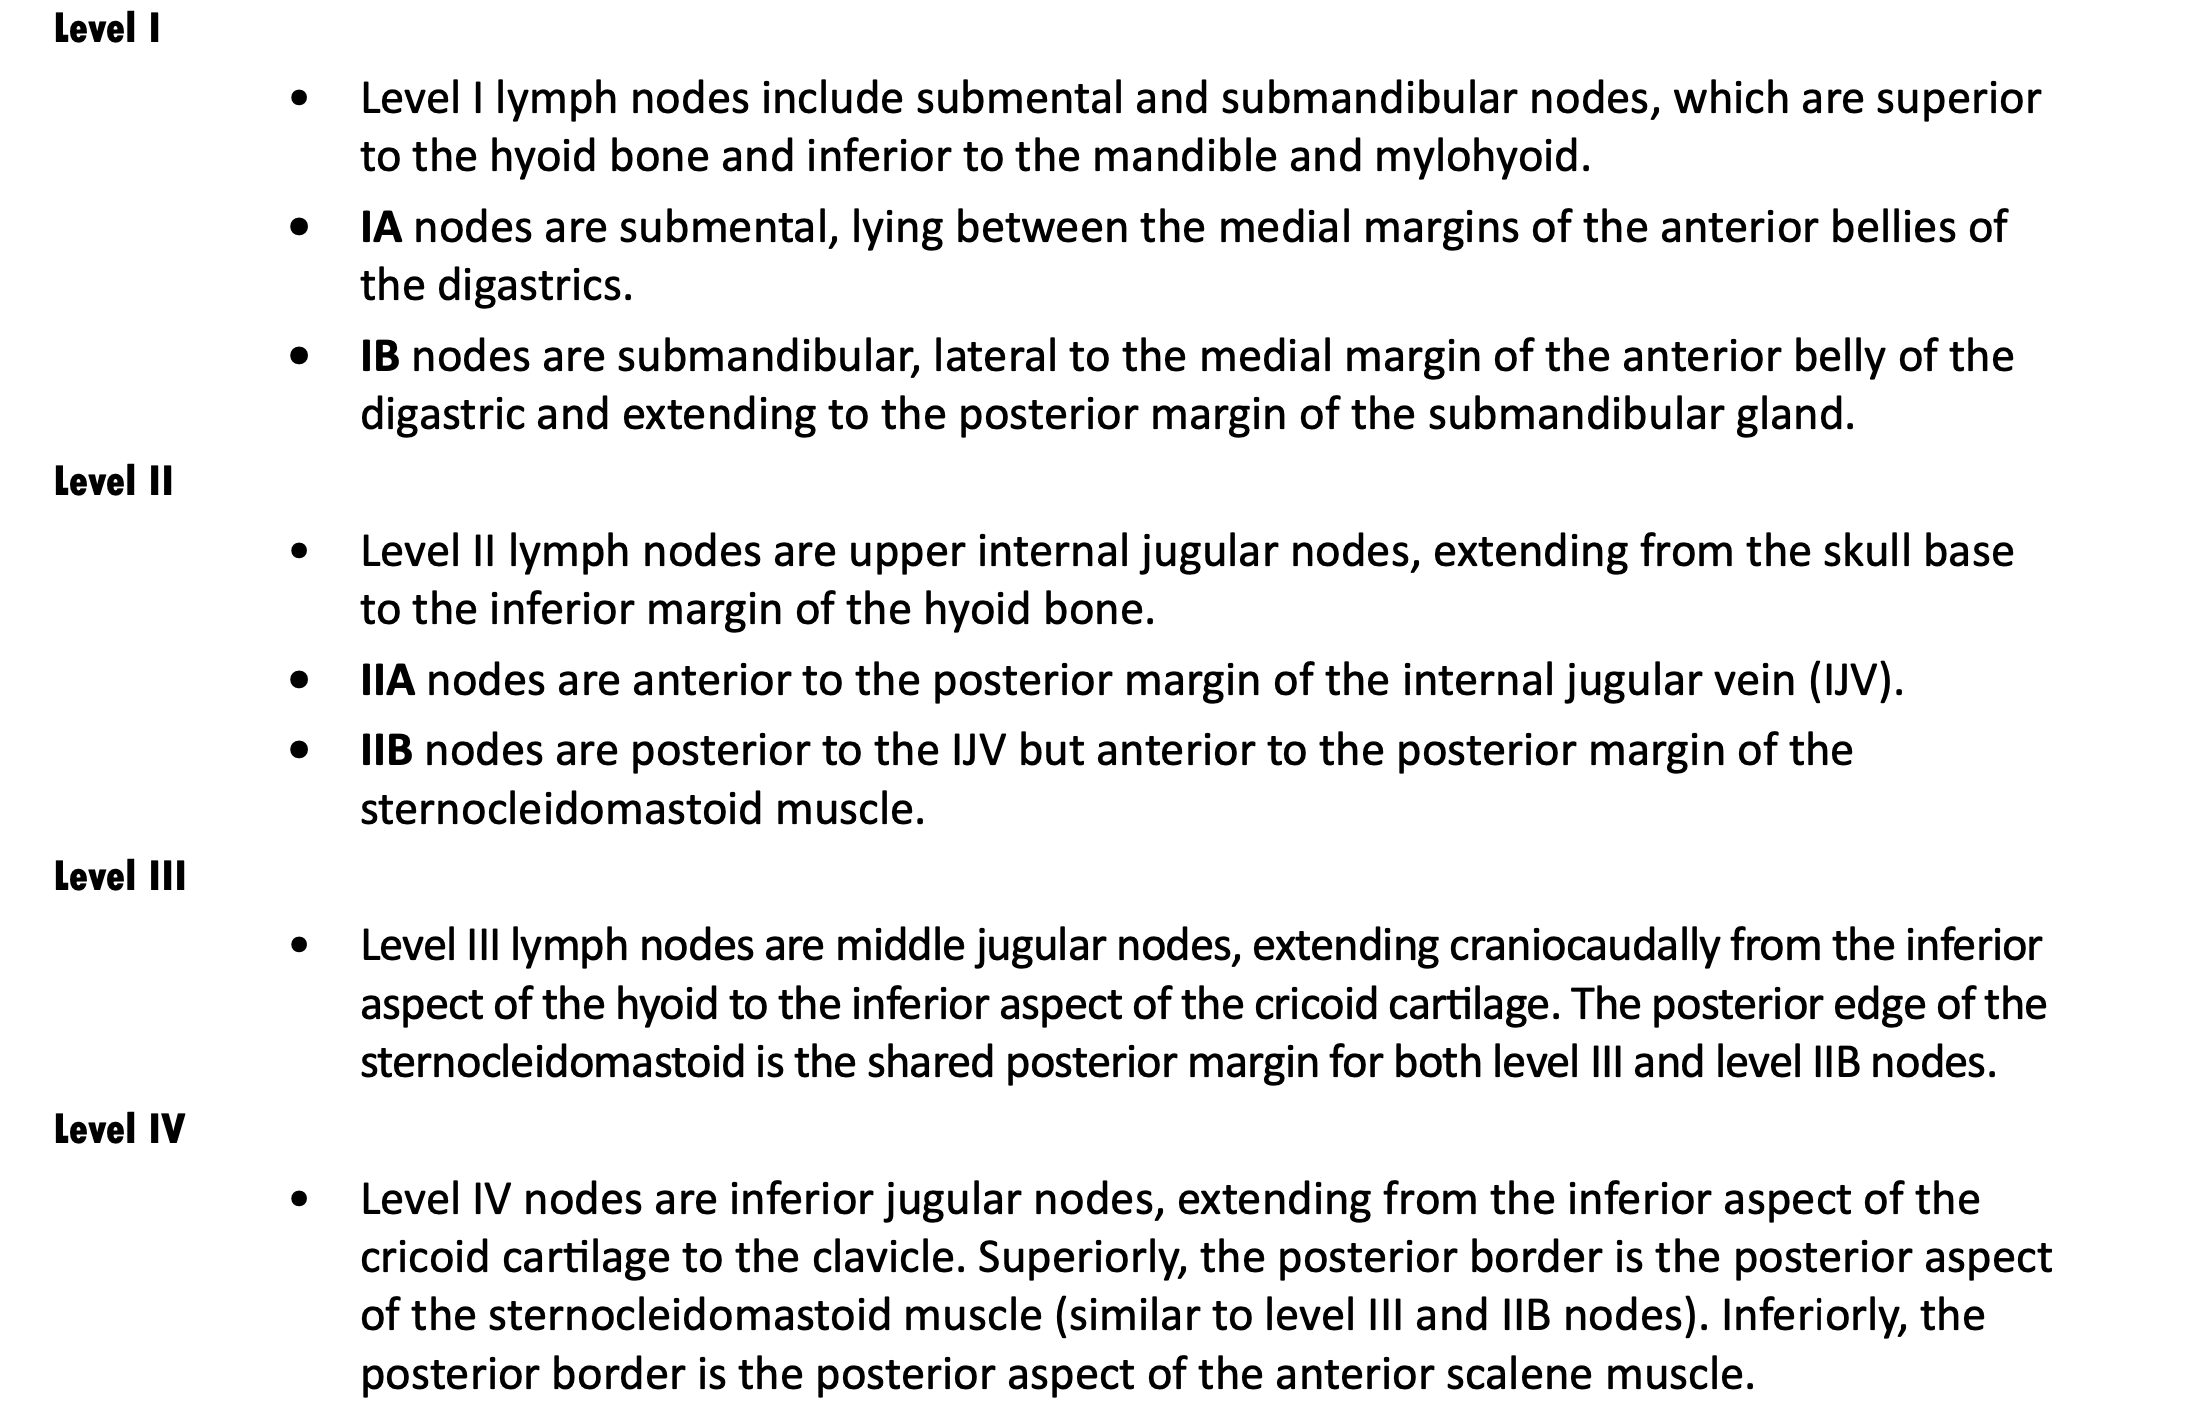 Level I
• Level I lymph nodes include submental and submandibular nodes, which are superior
to the hyoid bone and inferior to the mandible and mylohyoid.
• IA nodes are submental, lying between the medial margins of the anterior bellies of
the digastrics.
• IB nodes are submandibular, lateral to the medial margin of the anterior belly of the
digastric and extending to the posterior margin of the submandibular gland.
Level II
• Level II lymph nodes are upper internal jugular nodes, extending from the skull base
to the inferior margin of the hyoid bone.
• IIA nodes are anterior to the posterior margin of the internal jugular vein (IJV).
• IIB nodes are posterior to the IJV but anterior to the posterior margin of the
sternocleidomastoid muscle.
Level III
• Level III lymph nodes are middle jugular nodes, extending craniocaudally from the inferior
aspect of the hyoid to the inferior aspect of the cricoid cartilage. The posterior edge of the
sternocleidomastoid is the shared posterior margin for both level III and level IIB nodes.
Level IV
• Level IV nodes are inferior jugular nodes, extending from the inferior aspect of the
cricoid cartilage to the clavicle. Superiorly, the posterior border is the posterior aspect
of the sternocleidomastoid muscle (similar to level III and IIB nodes). Inferiorly, the
posterior border is the posterior aspect of the anterior scalene muscle.